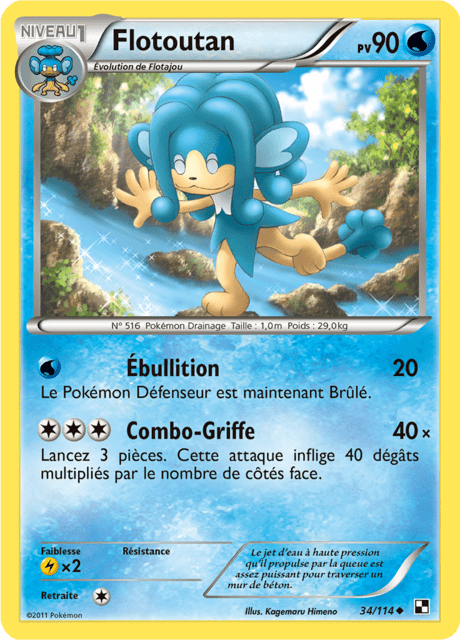 NIVEAU 1
Flotoutan
PV 90
Évolution de Flotajou
N° 516 Pokémon Drainage Taille : 1,0m Poids : 29,0kg
Ébullition 20
Le Pokémon Défenseur est maintenant Brûlé.
Combo-Griffe 40×
Lancez 3 pièces. Cette attaque inflige 40 dégâts
multipliés par le nombre de côtés face.
Faiblesse
×2
Résistance
Retraite
Le jet d'eau à haute pression
qu'il propulse par la queue est
assez puissant pour traverser un
mur de béton.
©2011 Pokémon
Illus. Kagemaru Himeno
34/114